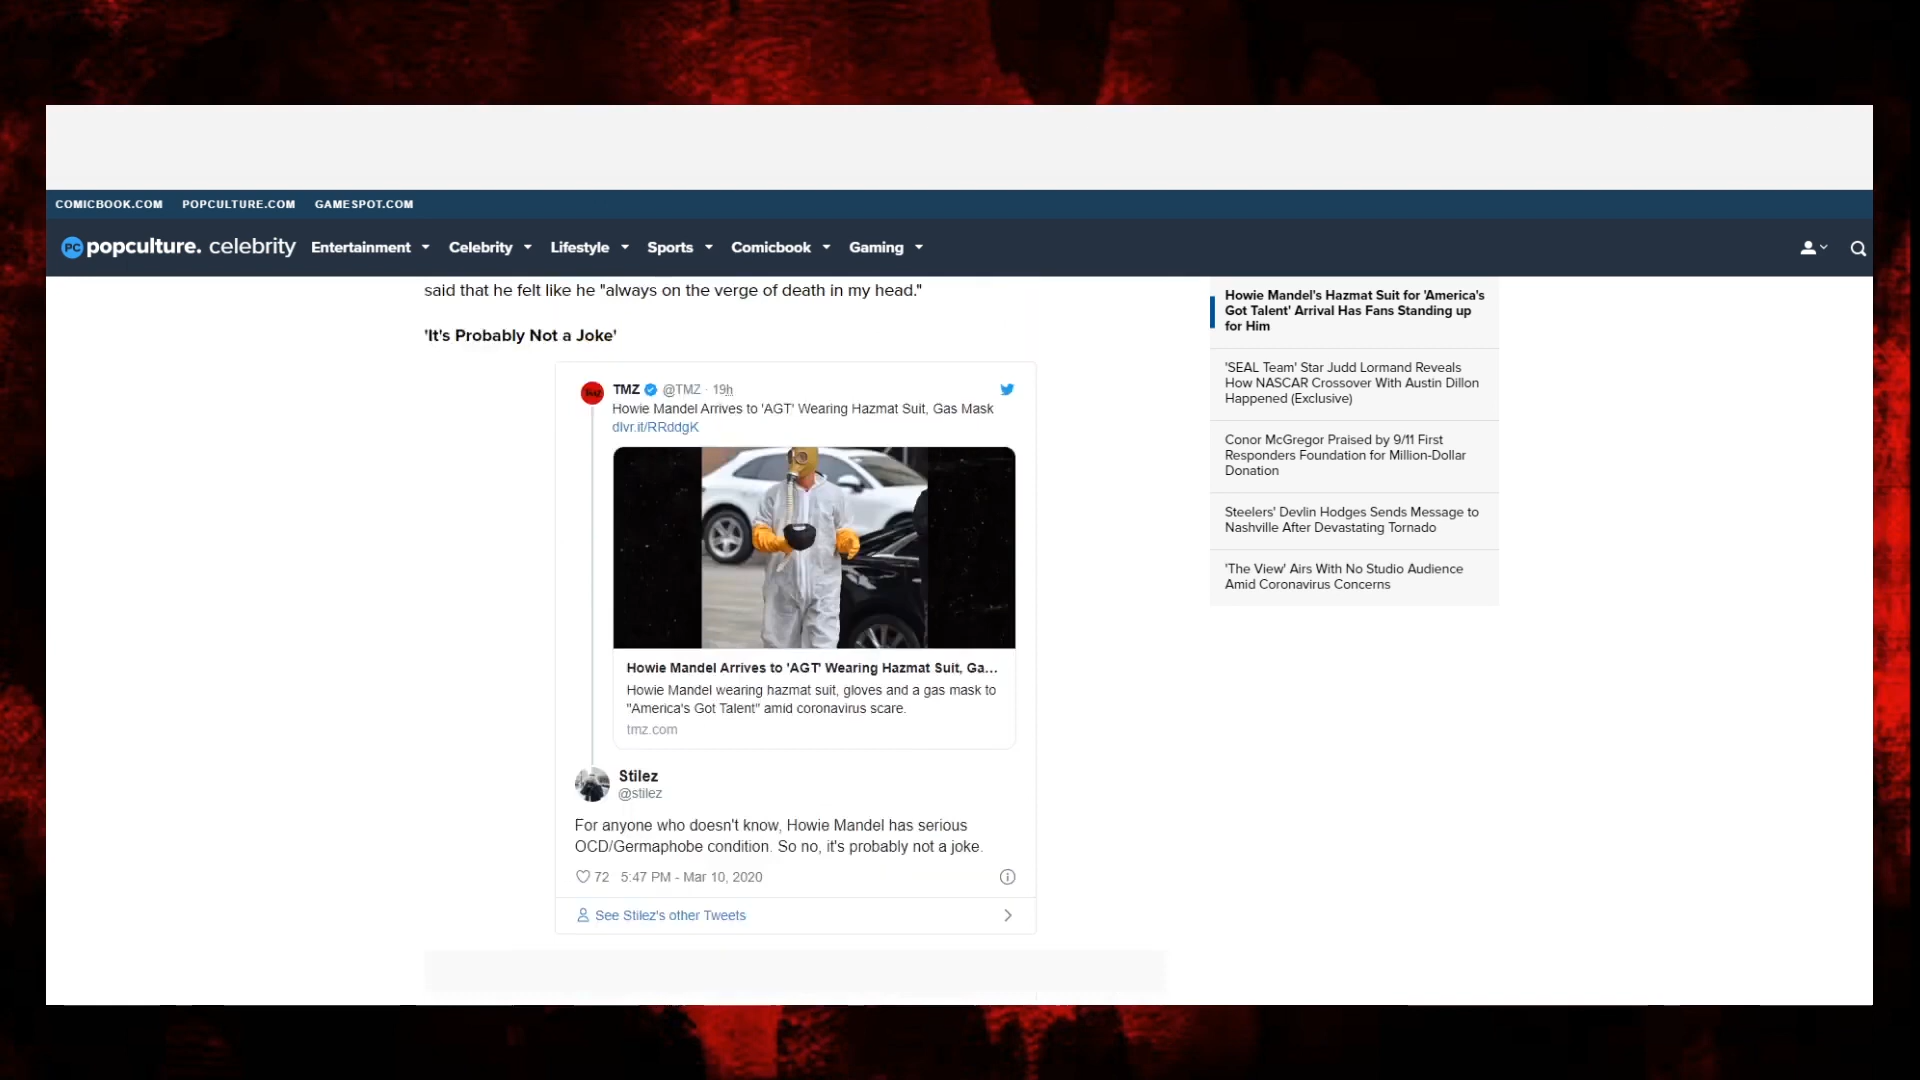 COMICBOOK.COM POPCULTURE.COM GAMESPOT.COM
PC popculture. celebrity Entertainment Celebrity Lifestyle Sports Comicbook Gaming
said that he felt like he "always on the verge of death in my head."
'It's Probably Not a Joke'
TMZ @TMZ · 19h
Howie Mandel Arrives to 'AGT' Wearing Hazmat Suit, Gas Mask
dlvr.it/RRddgK
Howie Mandel Arrives to 'AGT' Wearing Hazmat Suit, Ga...
Howie Mandel wearing hazmat suit, gloves and a gas mask to
"America's Got Talent" amid coronavirus scare.
tmz.com
Stilez
@stilez
For anyone who doesn't know, Howie Mandel has serious
OCD/Germaphobe condition. So no, it's probably not a joke.
72 5:47 PM - Mar 10, 2020
See Stilez's other Tweets
Howie Mandel's Hazmat Suit for 'America's
Got Talent' Arrival Has Fans Standing up
for Him
'SEAL Team' Star Judd Lormand Reveals
How NASCAR Crossover With Austin Dillon
Happened (Exclusive)
Conor McGregor Praised by 9/11 First
Responders Foundation for Million-Dollar
Donation
Steelers' Devlin Hodges Sends Message to
Nashville After Devastating Tornado
'The View' Airs With No Studio Audience
Amid Coronavirus Concerns